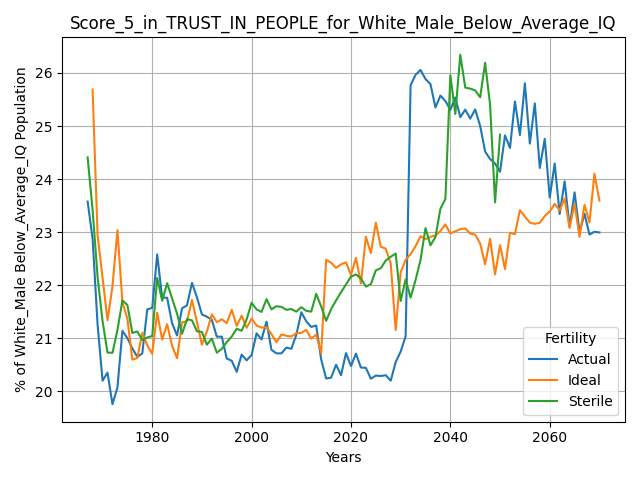 Score_5_in_TRUST_IN_PEOPLE_for_White_Male_Below_Average_IQ
% of White_Male Below_Average_IQ Population
26
25
24
23
22
21
20
1980
2000
2020
2040
2060
Years
Fertility
Actual
Ideal
Sterile